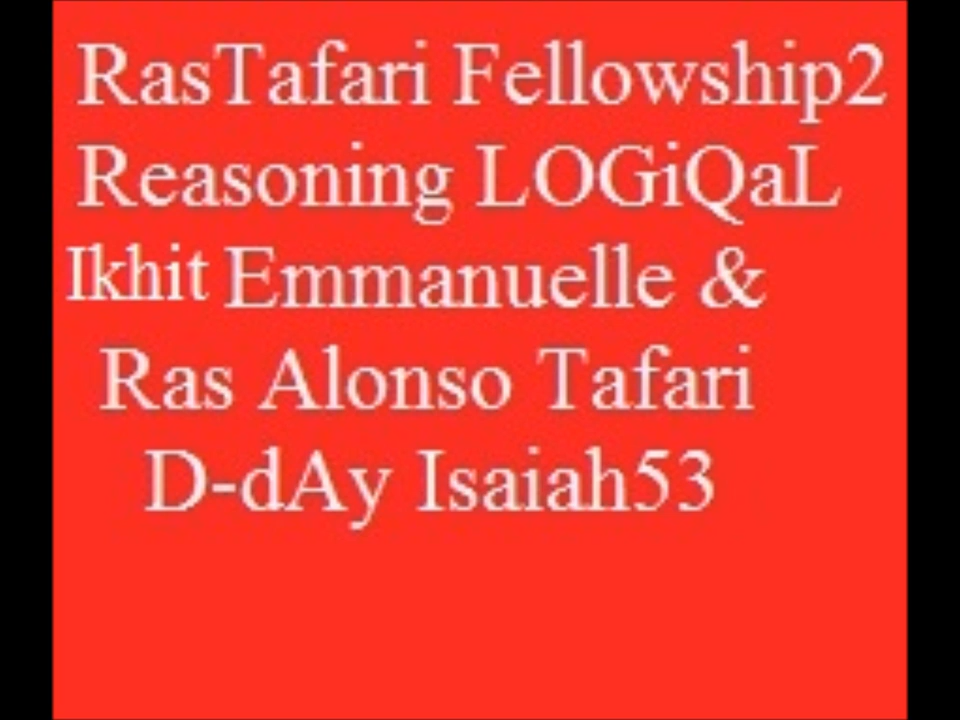 RasTafari Fellowship2
Reasoning LOGiQaL
Ikhit Emmanuelle &
Ras Alonso Tafari
D-dAy Isaiah53